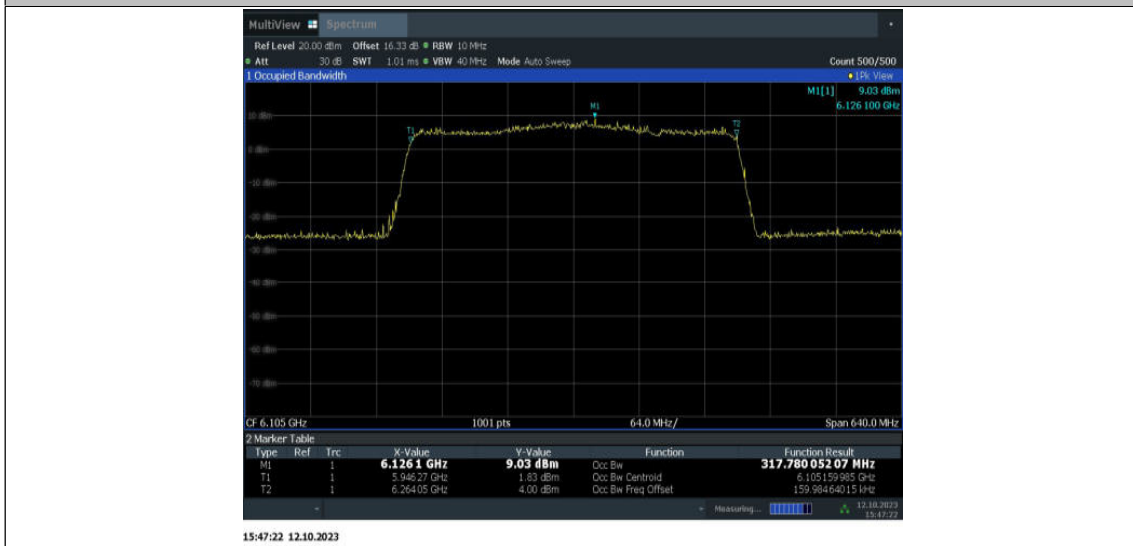 MultiView Spectrum
Ref Level 20.00 dBm Offset 16.33 dB RBW 10 MHz
Att 30 dB SWT 1.01 ms VBW 40 MHz Mode Auto Sweep Count 500/500
1 Occupied Bandwidth 1Pk View
M1[1] 9.03 dBm
6.126 100 GHz
M1
10 dBm
T1
T2
0 dBm
-10 dBm
-20 dBm
-30 dBm
-40 dBm
-50 dBm
-60 dBm
-70 dBm
CF 6.105 GHz 1001 pts 64.0 MHz/ Span 640.0 MHz
2 Marker Table
Type Ref Trc X-Value Y-Value Function Function Result
M1 1 6.1261 GHz 9.03 dBm Occ Bw 317.780 052 07 MHz
T1 1 5.946 27 GHz 1.83 dBm Occ Bw Centroid 6.105 159 985 GHz
T2 1 6.264 05 GHz 4.00 dBm Occ Bw Freq Offset 159.984 640 15 kHz
Measuring... 12.10.2023
15:47:22
15:47:22 12.10.2023